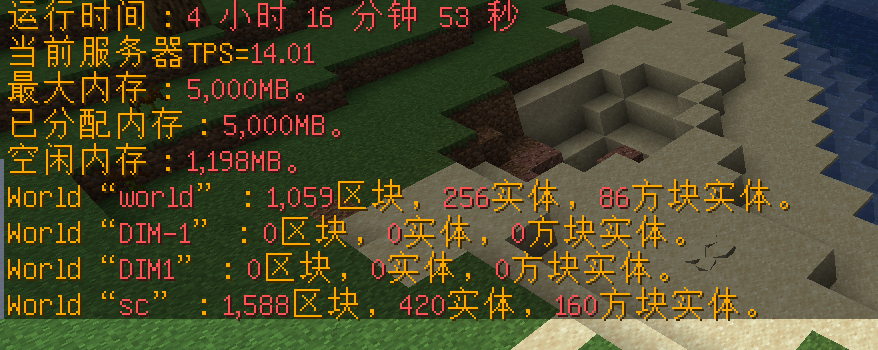 运行时间：4 小时 16 分钟 53 秒
当前服务器TPS=14.01
最大内存：5,000MB。
已分配内存：5,000MB。
空闲内存：1,198MB。
World “world” ：1,059区块，256实体，86方块实体。
World “DIM-1” ：0区块，0实体，0方块实体。
World “DIM1” ：0区块，0实体，0方块实体。
World “sc” ：1,588区块，420实体，160方块实体。